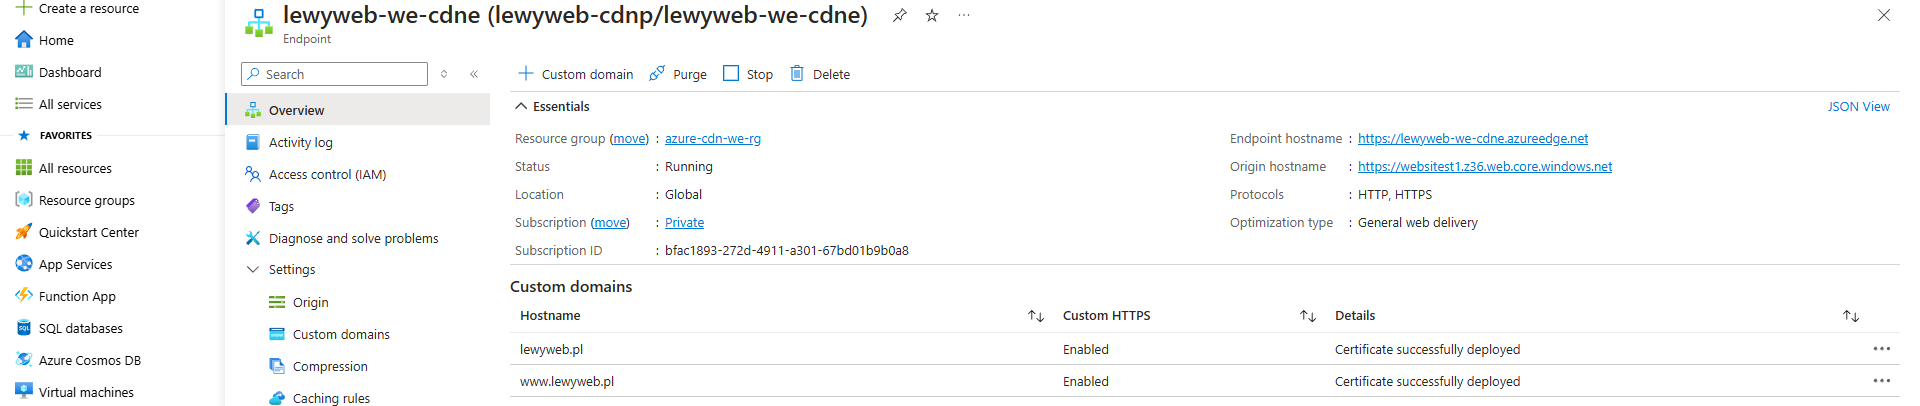 Create a resource
Home
Dashboard
All services
FAVORITES
All resources
Resource groups
Quickstart Center
App Services
Function App
SQL databases
Azure Cosmos DB
Virtual machines
lewyweb-we-cdne (lewyweb-cdnp/lewyweb-we-cdne)
Endpoint
Search
Overview
Activity log
Access control (IAM)
Tags
Diagnose and solve problems
Settings
Origin
Custom domains
Compression
Caching rules
Custom domain Purge Stop Delete
Essentials JSON View
Resource group (move) : azure-cdn-we-rg
Status : Running
Location : Global
Subscription (move) : Private
Subscription ID : bfac1893-272d-4911-a301-67bd01b9b0a8
Endpoint hostname : https://lewyweb-we-cdne.azureedge.net
Origin hostname : https://websitest1.z36.web.core.windows.net
Protocols : HTTP, HTTPS
Optimization type : General web delivery
Custom domains
Hostname Custom HTTPS Details
lewyweb.pl Enabled Certificate successfully deployed
www.lewyweb.pl Enabled Certificate successfully deployed